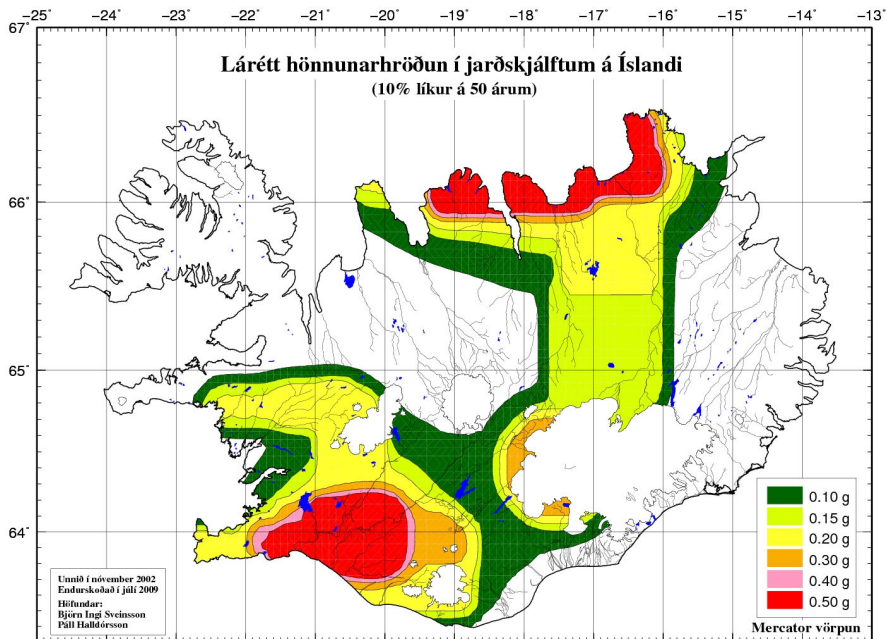 −25° −24° −23° −22° −21° −20° −19° −18° −17° −16° −15° −14° −13°
67°
Lárétt hönnunarhröðun í jarðskjálftum á Íslandi
(10% líkur á 50 árum)
66°
65°
64°
0.10 g
0.15 g
0.20 g
0.30 g
0.40 g
0.50 g
Unnið í nóvember 2002
Endurskoðað í júlí 2009
Höfundar:
Björn Ingi Sveinsson
Páll Halldórsson
Mercator vörpun